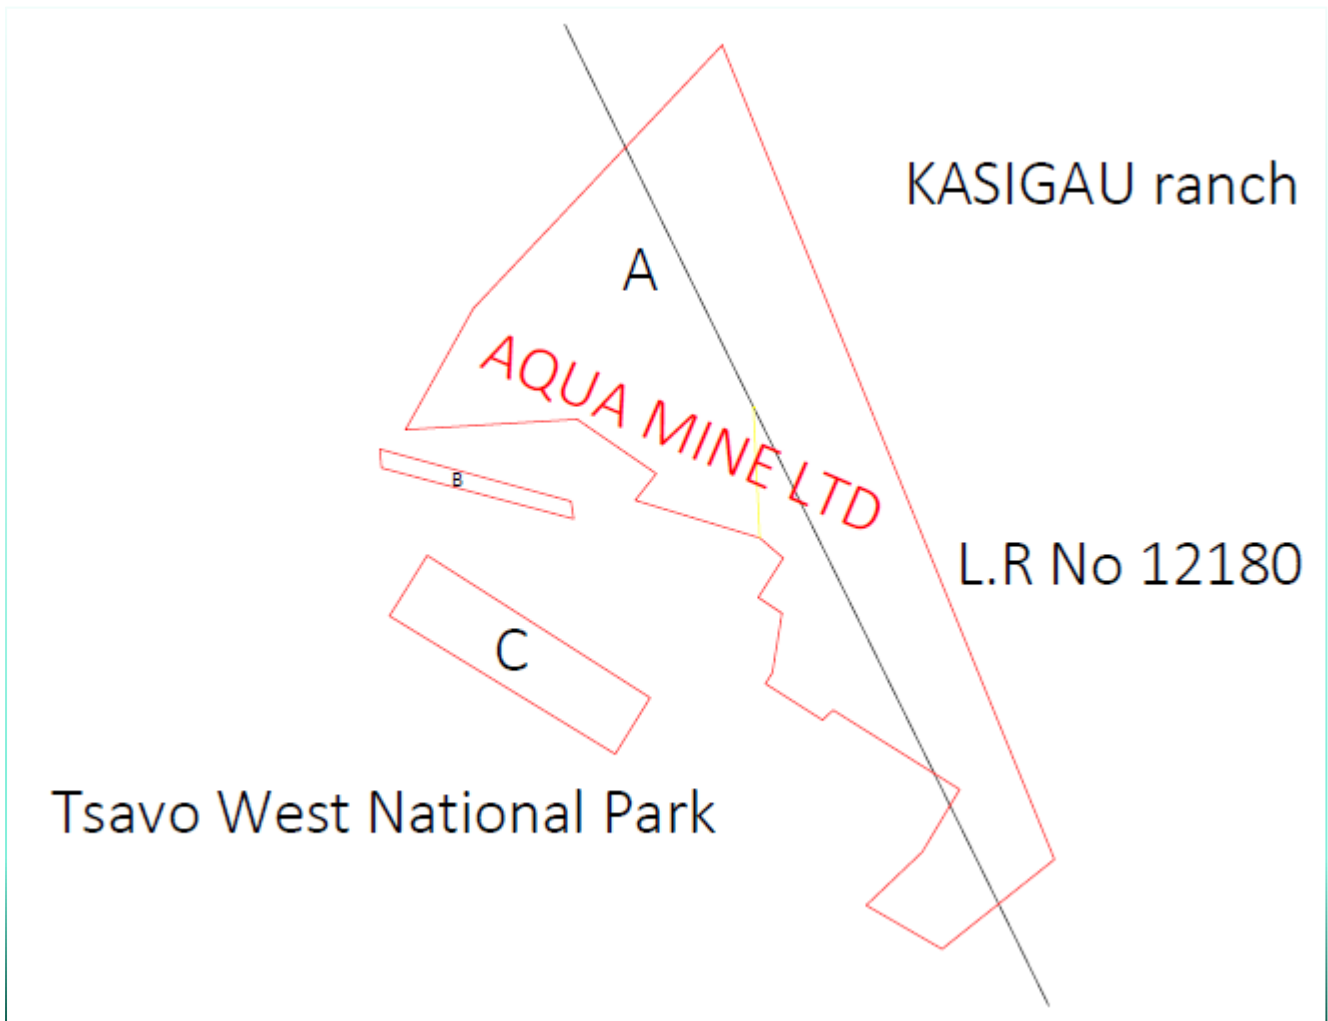 KASIGAU ranch
A
AQUA MINE LTD
B
L.R No 12180
C
Tsavo West National Park